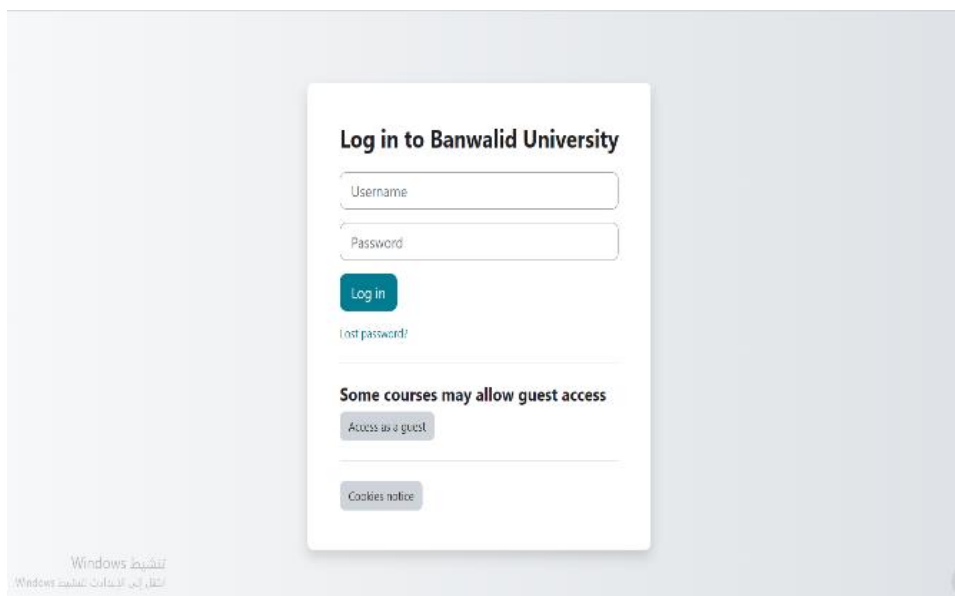 Log in to Banwalid University
Username
Password
Log in
Lost password?
Some courses may allow guest access
Access as a guest
Cookies notice
تنشيط Windows
انتقل إلى الإعدادات لتنشيط Windows